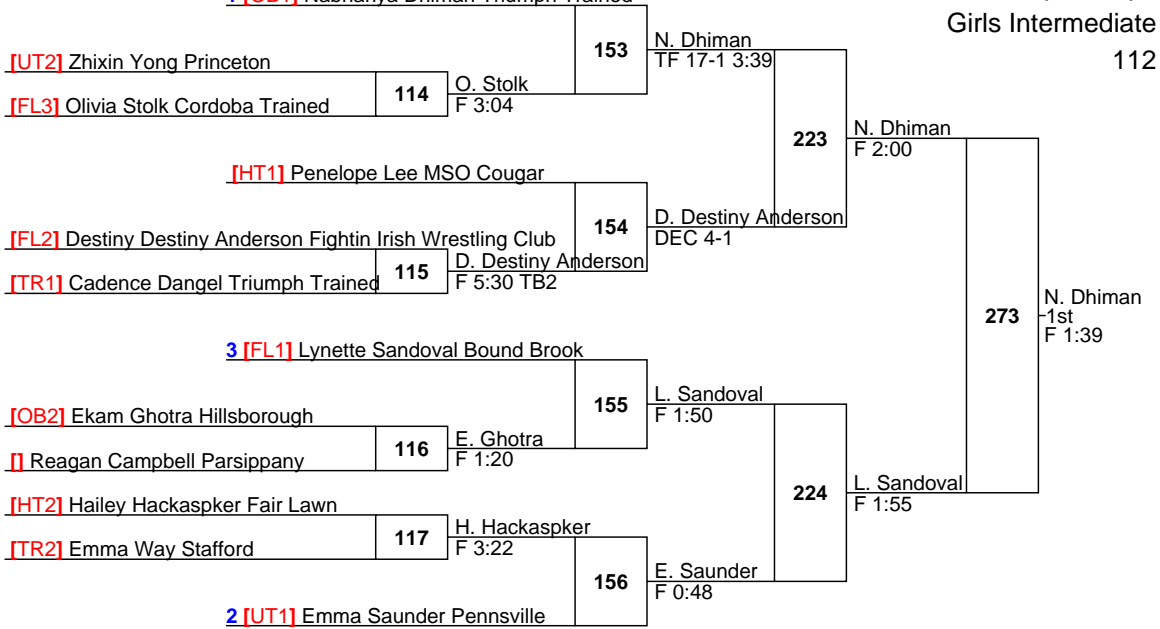 Girls Intermediate
112
[UT2] Zhixin Yong Princeton
[FL3] Olivia Stolk Cordoba Trained
114
O. Stolk
F 3:04
153
N. Dhiman
TF 17-1 3:39
[HT1] Penelope Lee MSO Cougar
[FL2] Destiny Destiny Anderson Fightin Irish Wrestling Club
[TR1] Cadence Dangel Triumph Trained
115
D. Destiny Anderson
F 5:30 TB2
154
D. Destiny Anderson
DEC 4-1
223
N. Dhiman
F 2:00
3 [FL1] Lynette Sandoval Bound Brook
[OB2] Ekam Ghotra Hillsborough
[] Reagan Campbell Parsippany
116
E. Ghotra
F 1:20
155
L. Sandoval
F 1:50
[HT2] Hailey Hackaspker Fair Lawn
[TR2] Emma Way Stafford
117
H. Hackaspker
F 3:22
2 [UT1] Emma Saunder Pennsville
156
E. Saunder
F 0:48
224
L. Sandoval
F 1:55
273
N. Dhiman
1st
F 1:39